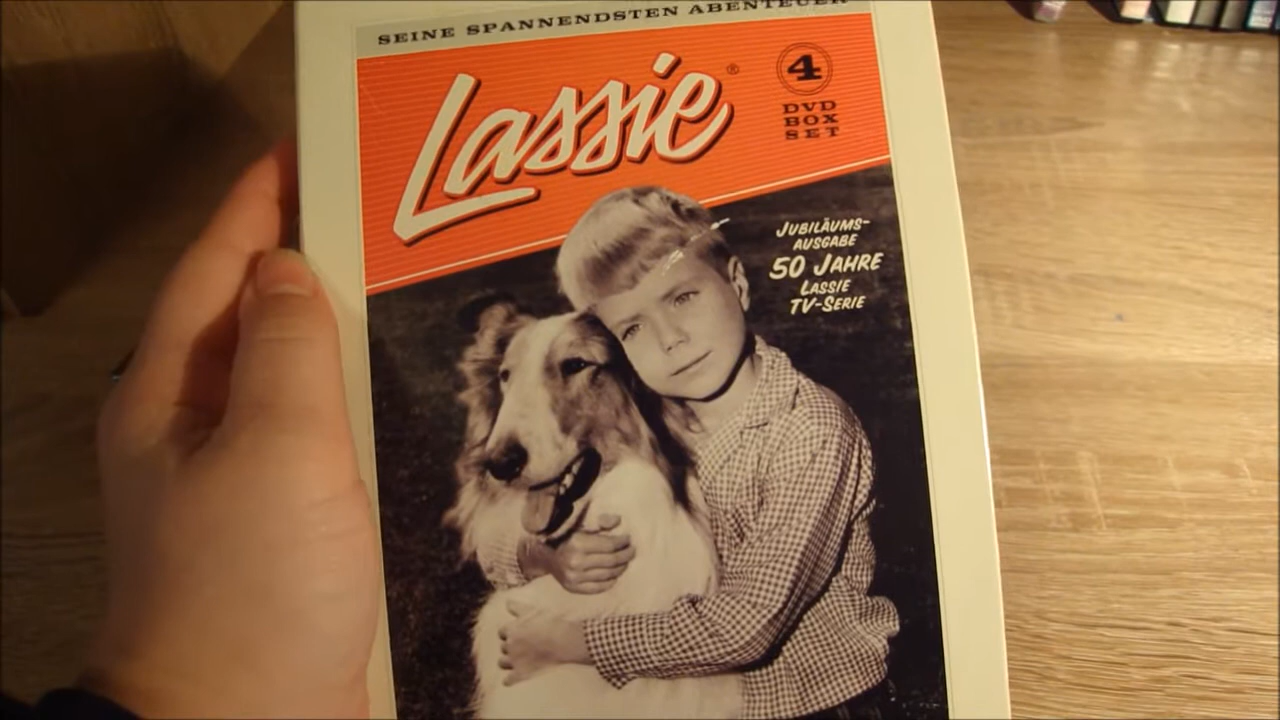 SEINE SPANNENDSTEN ABENTEUER
Lassie®
4
DVD
BOX
SET
JUBILÄUMS-
AUSGABE
50 JAHRE
LASSIE
TV-SERIE